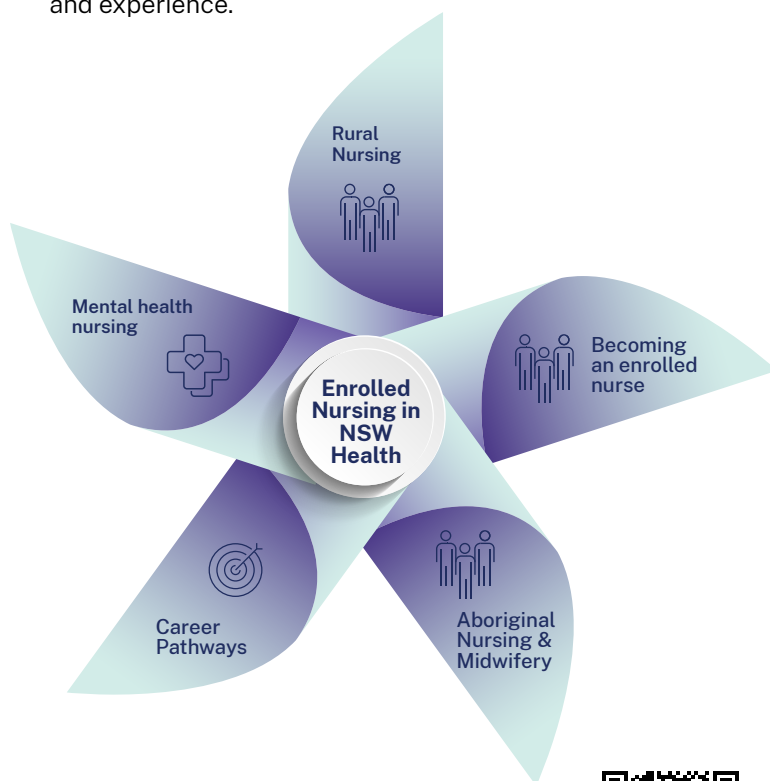 and experience.
Rural
Nursing
Mental health
nursing
Becoming
an enrolled
nurse
Enrolled
Nursing in
NSW
Health
Career
Pathways
Aboriginal
Nursing &
Midwifery